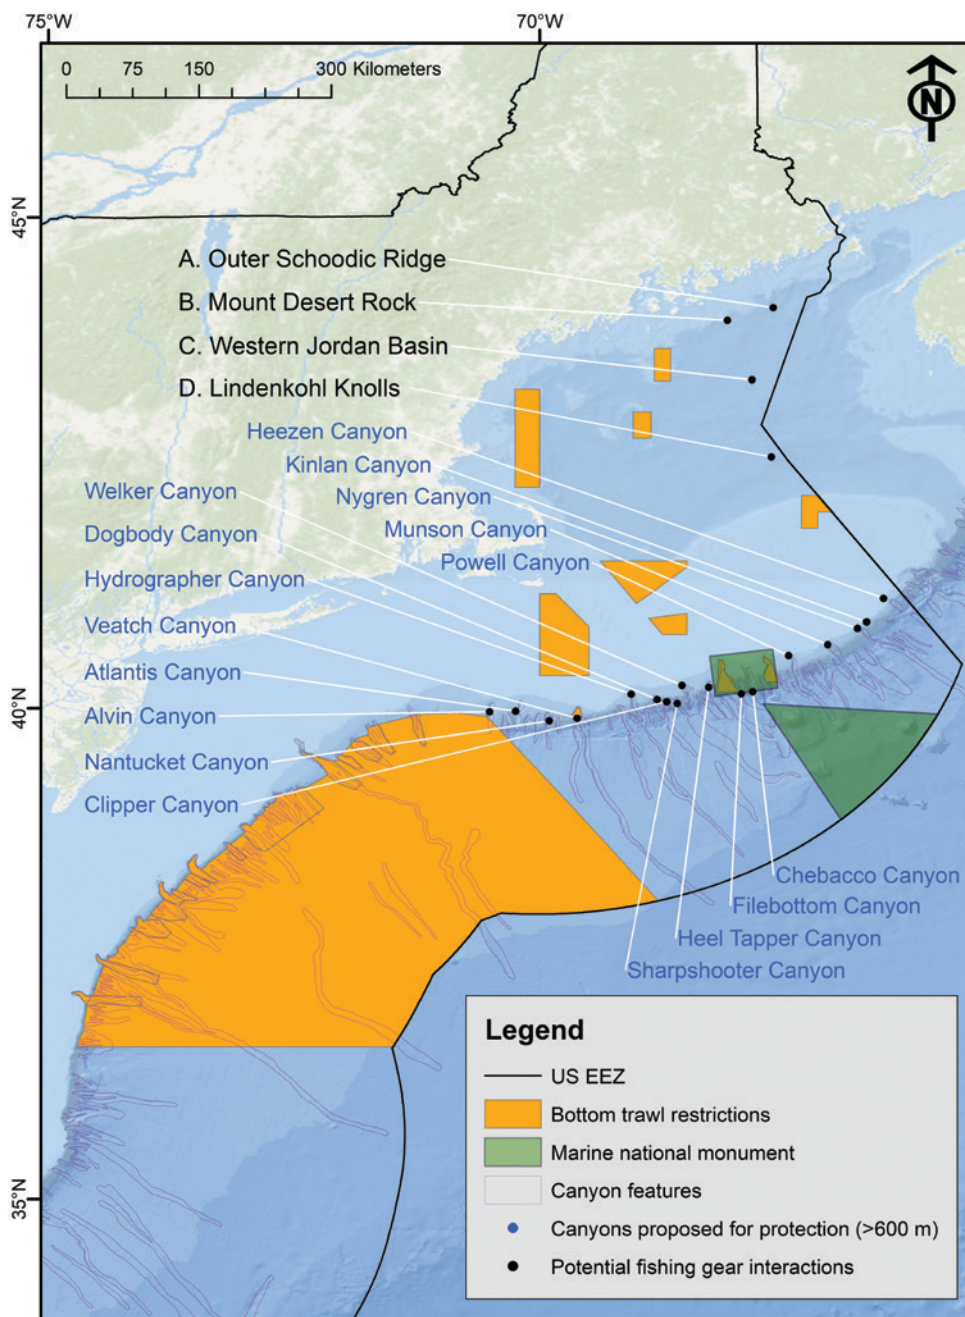 75°W
70°W
0 75 150 300 Kilometers
N
45°N
A. Outer Schoodic Ridge
B. Mount Desert Rock
C. Western Jordan Basin
D. Lindenkohl Knolls
Heezen Canyon
Kinlan Canyon
Welker Canyon
Nygren Canyon
Dogbody Canyon
Munson Canyon
Powell Canyon
Hydrographer Canyon
Veatch Canyon
Atlantis Canyon
40°N
Alvin Canyon
Nantucket Canyon
Clipper Canyon
Chebacco Canyon
Filebottom Canyon
Heel Tapper Canyon
Sharpshooter Canyon
Legend
US EEZ
Bottom trawl restrictions
Marine national monument
Canyon features
35°N
Canyons proposed for protection (>600 m)
Potential fishing gear interactions